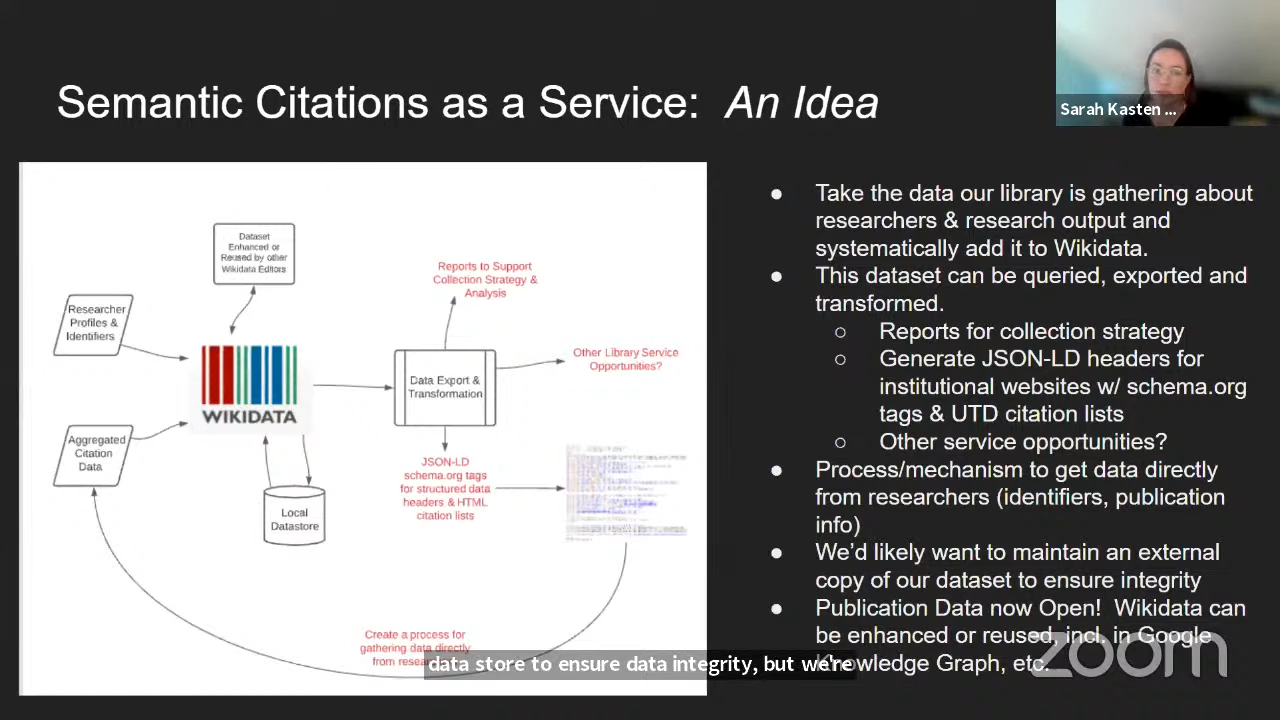 Semantic Citations as a Service: An Idea
Sarah Kasten ...
Dataset
Enhanced or
Reused by other
Wikidata Editors
Researcher
Profiles &
Identifiers
WIKIDATA
Aggregated
Citation
Data
Local
Datastore
Data Export &
Transformation
Reports to Support
Collection Strategy &
Analysis
Other Library Service
Opportunities?
JSON-LD
schema.org tags
for structured data
headers & HTML
citation lists
Create a process for
gathering data directly
● Take the data our library is gathering about
researchers & research output and
systematically add it to Wikidata.
● This dataset can be queried, exported and
transformed.
○ Reports for collection strategy
○ Generate JSON-LD headers for
institutional websites w/ schema.org
tags & UTD citation lists
○ Other service opportunities?
● Process/mechanism to get data directly
from researchers (identifiers, publication
info)
● We'd likely want to maintain an external
copy of our dataset to ensure integrity
● Publication Data now Open! Wikidata can
be enhanced or reused, incl. in Google
Knowledge Graph, etc.
data store to ensure data integrity, but we're
zoom